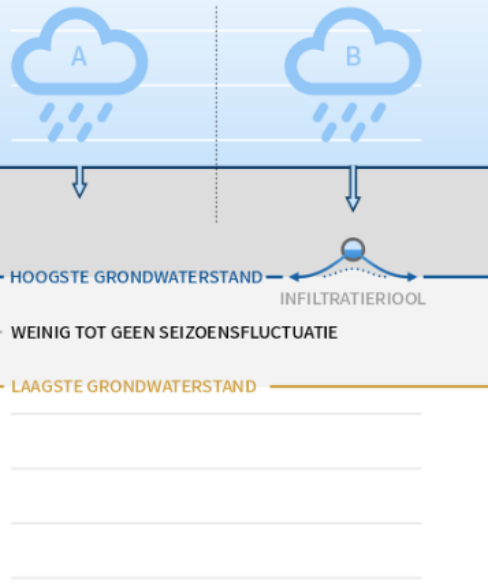 A
B
HOOGSTE GRONDWATERSTAND
INFILTRATIERIOOL
WEINIG TOT GEEN SEIZOENSFLUCTUATIE
LAAGSTE GRONDWATERSTAND